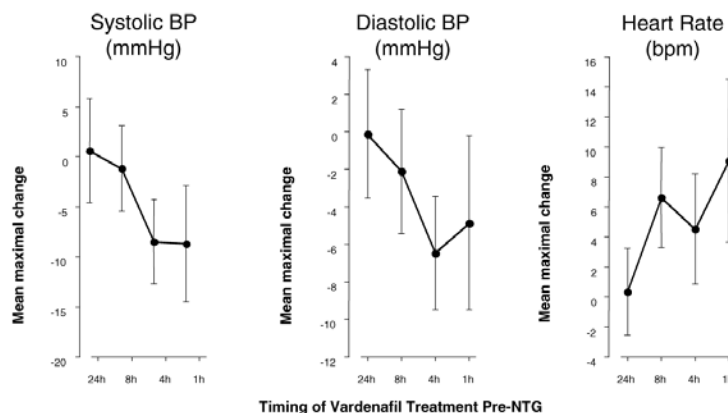 Systolic BP
(mmHg)
Mean maximal change
10
5
0
-5
-10
-15
-20
24h 8h 4h 1h
Diastolic BP
(mmHg)
Mean maximal change
4
2
0
-2
-4
-6
-8
-10
-12
24h 8h 4h 1h
Heart Rate
(bpm)
Mean maximal change
16
14
12
10
8
6
4
2
0
-2
-4
24h 8h 4h 1h
Timing of Vardenafil Treatment Pre-NTG